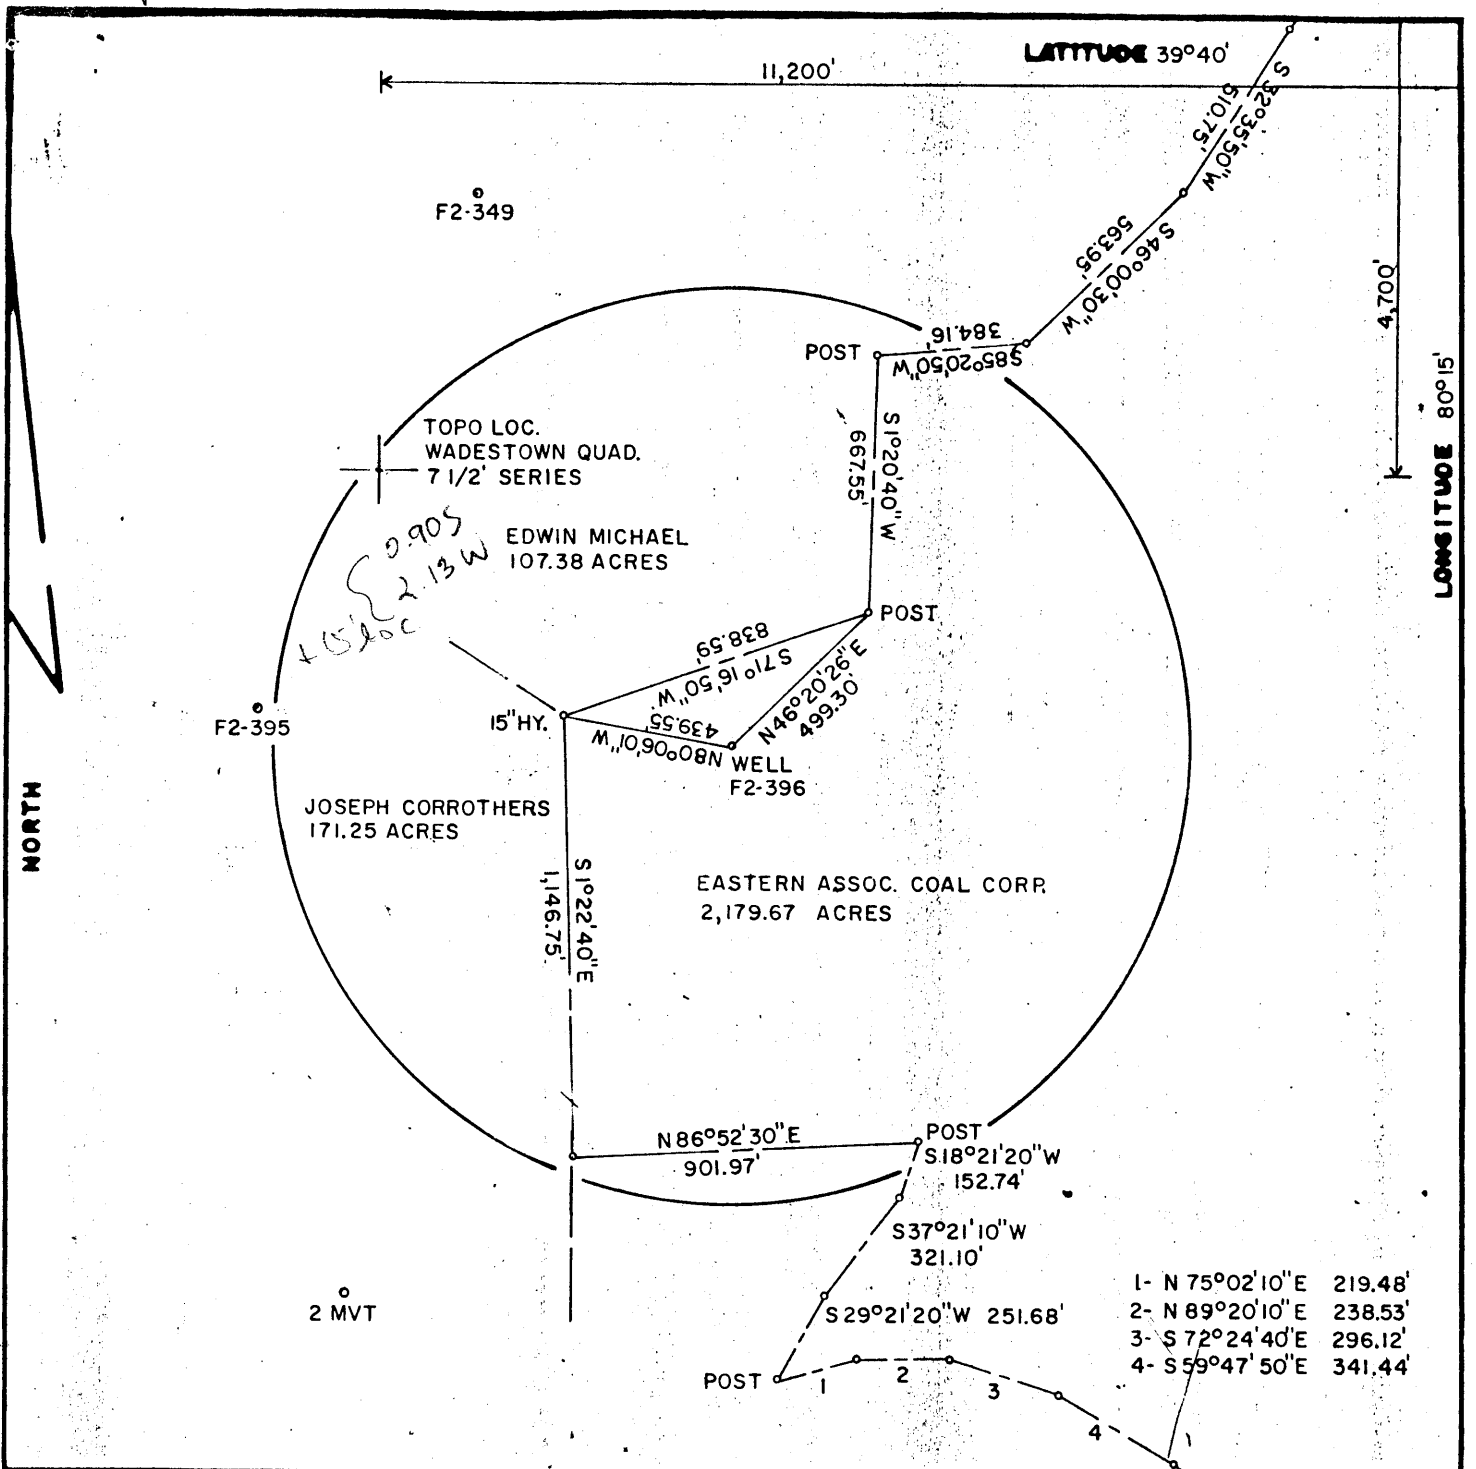 LATITUDE 39°40'
11,200'
S 32°35'50"W
510.75'
F2-349
S 46°00'30"W
563.95'
4,700'
LONGITUDE 80°15'
384.16'
S85°20'50"W
POST
TOPO LOC.
WADESTOWN QUAD.
7 1/2' SERIES
S 1°20'40"W
667.55'
0.90S
2.13W
15' loc
EDWIN MICHAEL
107.38 ACRES
POST
838.59'
S71°16'50"W
N46°20'26"E
499.30'
F2-395
15"HY.
439.55'
N80°06'01"W
WELL
F2-396
NORTH
JOSEPH CORROTHERS
171.25 ACRES
S 1°22'40"E
1,146.75'
EASTERN ASSOC. COAL CORP.
2,179.67 ACRES
N86°52'30"E
901.97'
POST
S18°21'20"W
152.74'
S37°21'10"W
321.10'
2 MVT
S29°21'20"W 251.68'
1- N 75°02'10"E 219.48'
2- N 89°20'10"E 238.53'
3- S 72°24'40"E 296.12'
4- S 59°47'50"E 341.44'
POST
1
2
3
4
1